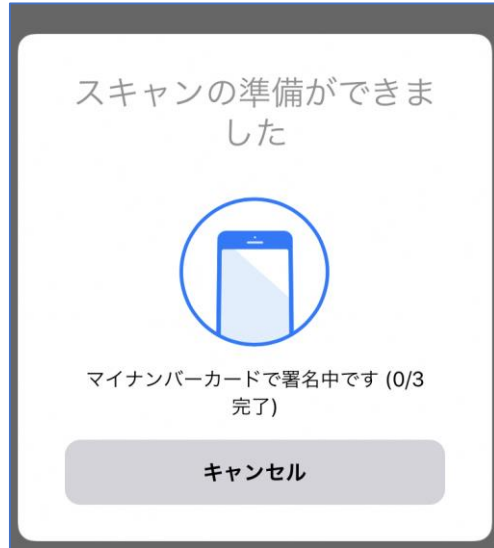 スキャンの準備ができま
した
マイナンバーカードで署名中です (0/3
完了)
キャンセル